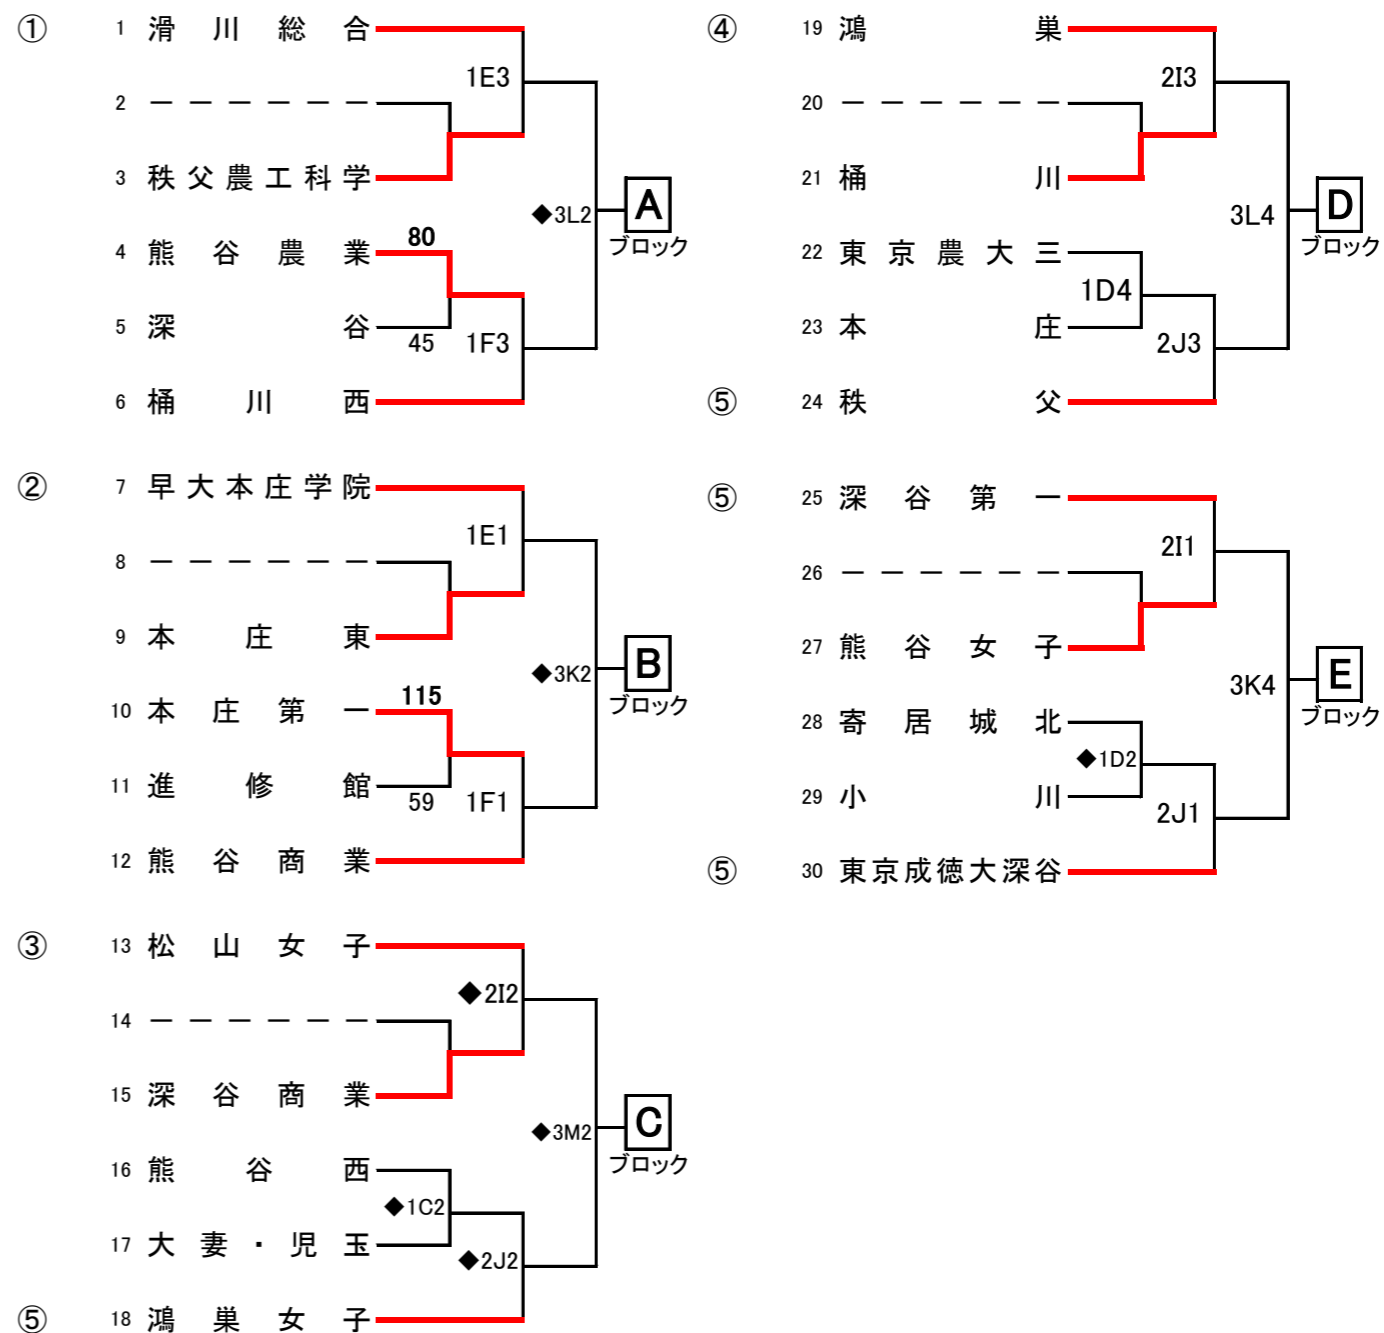 ① 1 滑川総合
1E3
2 ーーーーーー
3 秩父農工科学
◆3L2 A
ブロック
4 熊谷農業 80
5 深谷 45
1F3
6 桶川西
② 7 早大本庄学院
1E1
8 ーーーーーー
9 本庄東
◆3K2 B
ブロック
10 本庄第一 115
11 進修館 59
1F1
12 熊谷商業
③ 13 松山女子
◆2I2
14 ーーーーーー
15 深谷商業
◆3M2 C
ブロック
16 熊谷西
◆1C2
17 大妻・児玉
◆2J2
⑤ 18 鴻巣女子
④ 19 鴻巣
2I3
20 ーーーーーー
21 桶川
3L4 D
ブロック
22 東京農大三
1D4
23 本庄
2J3
⑤ 24 秩父
⑤ 25 深谷第一
2I1
26 ーーーーーー
27 熊谷女子
3K4 E
ブロック
28 寄居城北
◆1D2
29 小川
2J1
⑤ 30 東京成徳大深谷